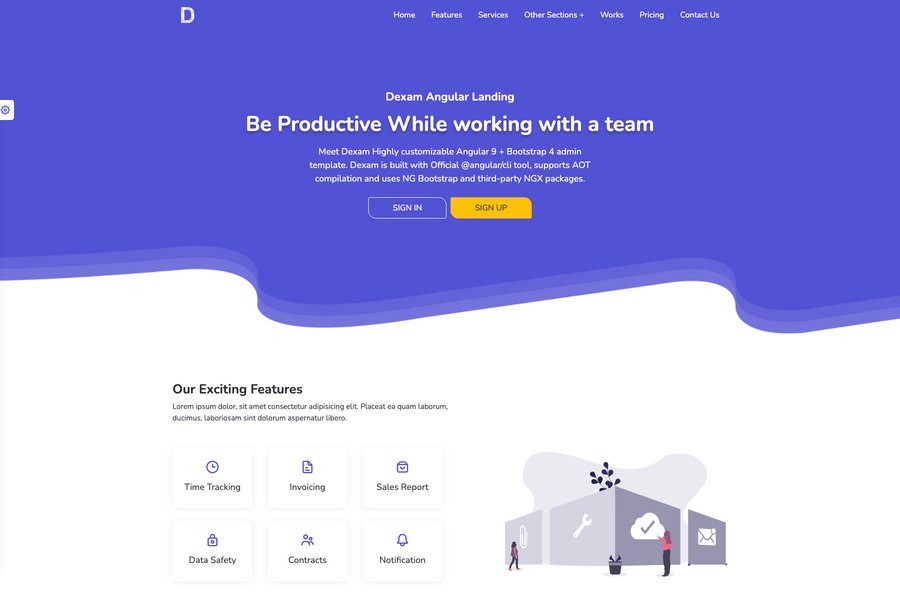 D
Home Features Services Other Sections + Works Pricing Contact Us
Dexam Angular Landing
Be Productive While working with a team
Meet Dexam Highly customizable Angular 9 + Bootstrap 4 admin
template. Dexam is built with Official @angular/cli tool, supports AOT
compilation and uses NG Bootstrap and third-party NGX packages.
SIGN IN SIGN UP
Our Exciting Features
Lorem ipsum dolor, sit amet consectetur adipisicing elit. Placeat ea quam laborum,
ducimus, laboriosam sint dolorum aspernatur libero.
Time Tracking Invoicing Sales Report
Data Safety Contracts Notification